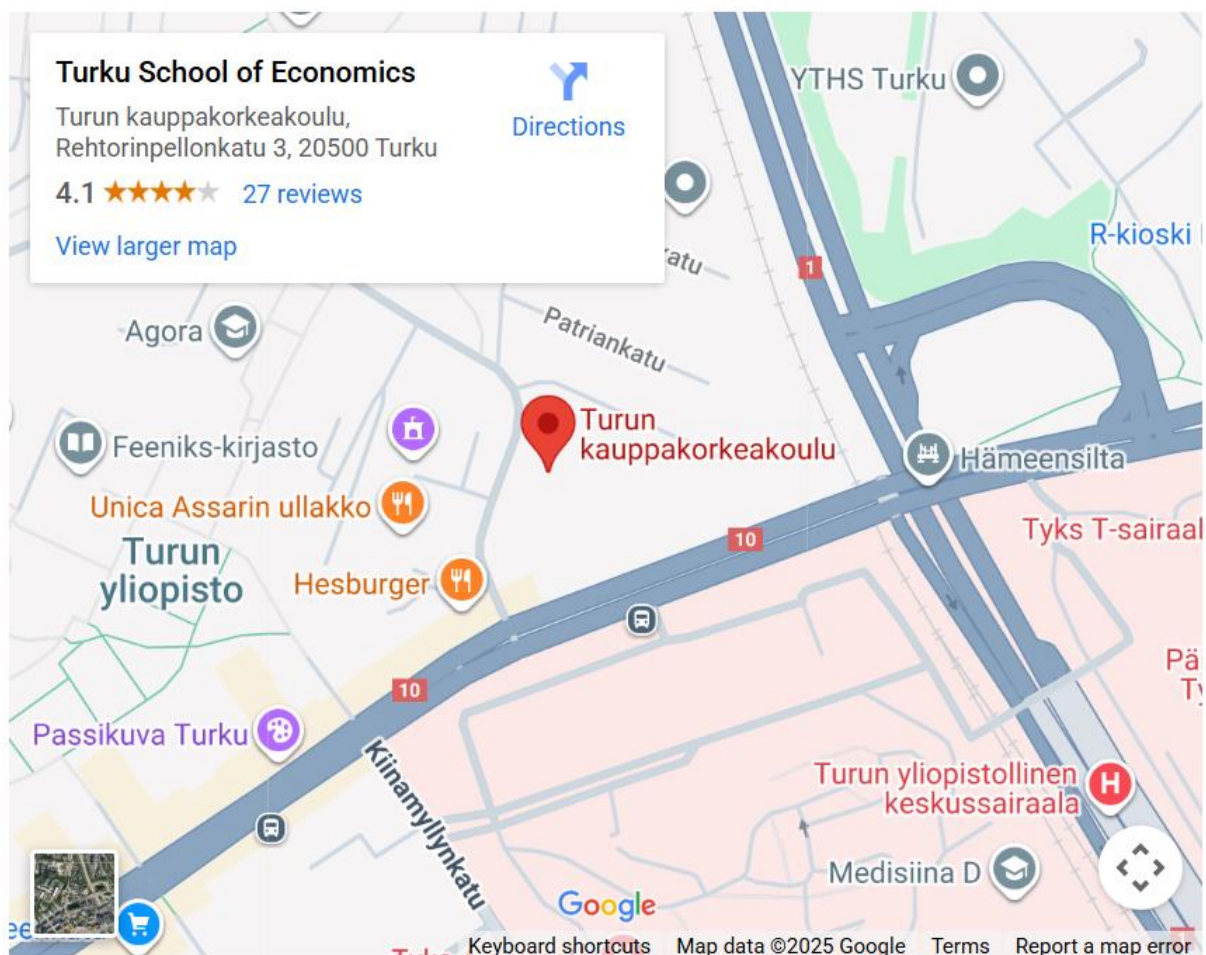 Turku School of Economics
Turun kauppakorkeakoulu,
Rehtorinpellonkatu 3, 20500 Turku
4.1
27 reviews
View larger map
Directions
YTHS Turku
R-kioski
atu
1
Agora
Patriankatu
Turun
kauppakorkeakoulu
Feeniks-kirjasto
Hämeensilta
Unica Assarin ullakko
Tyks T-sairaal
10
Turun
yliopisto
Hesburger
Pä
Ty
10
Passikuva Turku
Kiinamyllynkatu
Turun yliopistollinen
keskussairaala
H
Medisiina D
Google
Keyboard shortcuts
Map data ©2025 Google
Terms
Report a map error